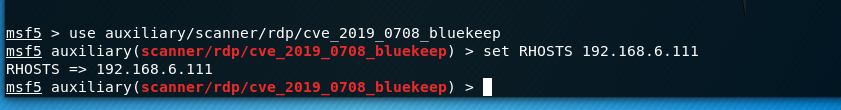 msf5 > use auxiliary/scanner/rdp/cve_2019_0708_bluekeep
msf5 auxiliary(scanner/rdp/cve_2019_0708_bluekeep) > set RHOSTS 192.168.6.111
RHOSTS => 192.168.6.111
msf5 auxiliary(scanner/rdp/cve_2019_0708_bluekeep) >